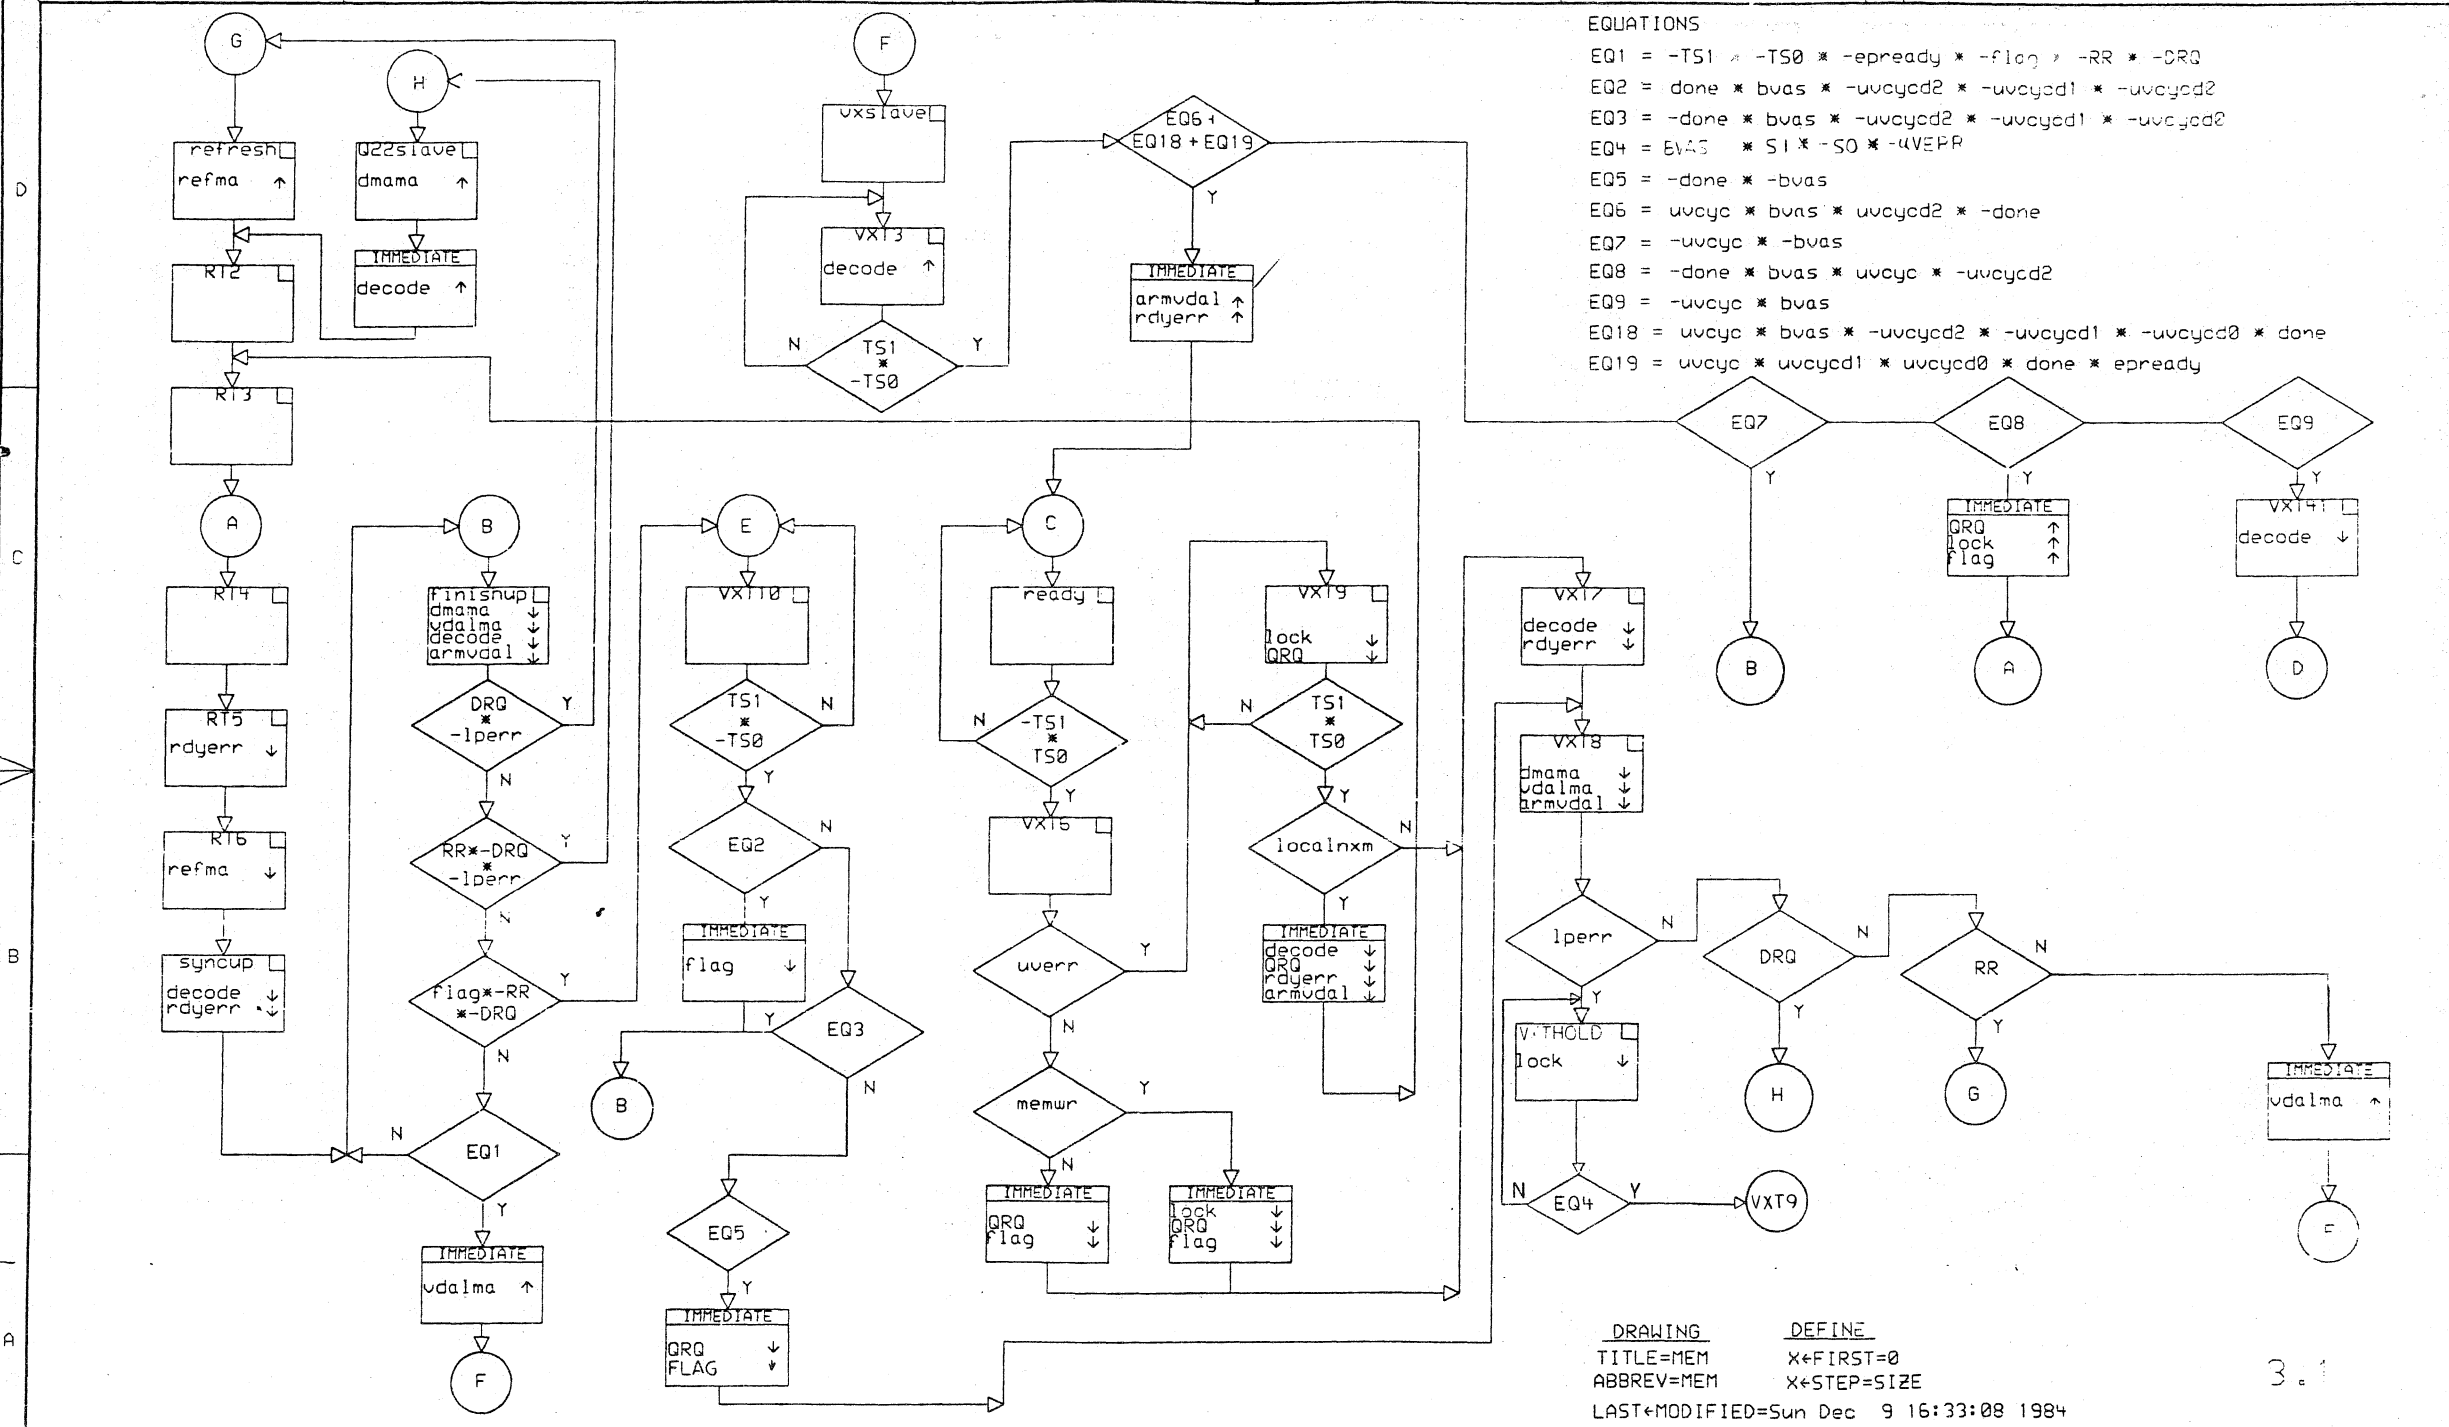 G
refresh
refma ↑
RT2
RT3
A
RT4
RT5
rdyerr ↓
RT6
refma ↓
syncup
decode ↓
rdyerr ↓
H
Q22slave
dmama ↑
IMMEDIATE
decode ↑
B
finishup
dmama ↓
vdalma ↓
decode ↓
armvdal ↓
DRQ
*
-lperr
Y
N
RR*-DRQ
*
-lperr
Y
N
flag*-RR
*-DRQ
Y
N
EQ1
N
Y
IMMEDIATE
vdalma ↑
F
E
VXT10
TS1
*
-TS0
N
Y
EQ2
N
Y
IMMEDIATE
flag ↓
EQ3
Y
N
B
EQ5
Y
IMMEDIATE
QRQ ↓
FLAG ↓
F
vxslave
VXT3
decode ↑
TS1
*
-TS0
N
Y
EQ6 +
EQ18 + EQ19
Y
IMMEDIATE
armvdal ↑
rdyerr ↑
C
ready
-TS1
*
TS0
N
Y
VXT6
uverr
Y
N
memwr
Y
N
IMMEDIATE
QRQ ↓
flag ↓
IMMEDIATE
lock ↓
QRQ ↓
flag ↓
VXT9
lock ↓
QRQ ↓
TS1
*
TS0
N
Y
localnxm
N
Y
IMMEDIATE
decode ↓
QRQ ↓
rdyerr ↓
armvdal ↓
VXT7
decode ↓
rdyerr ↓
VXT8
dmama ↓
vdalma ↓
armvdal ↓
lperr
N
Y
lock ↓
EQ4
N
Y
VXT9
DRQ
N
Y
H
RR
N
Y
G
IMMEDIATE
vdalma ↑
EQ7
Y
B
EQ8
Y
IMMEDIATE
QRQ ↑
lock ↑
flag ↑
A
EQ9
Y
VXT41
decode ↓
D
EQUATIONS
EQ1 = -TS1 * -TS0 * -epready * -flag * -RR * -DRQ
EQ2 = done * bvas * -uvcycd2 * -uvcycd1 * -uvcycd2
EQ3 = -done * bvas * -uvcycd2 * -uvcycd1 * -uvcycd0
EQ4 = BVAS * S1 * -S0 * -UVERR
EQ5 = -done * -bvas
EQ6 = uvcyc * bvas * uvcycd2 * -done
EQ7 = -uvcyc * -bvas
EQ8 = -done * bvas * uvcyc * -uvcycd2
EQ9 = -uvcyc * bvas
EQ18 = uvcyc * bvas * -uvcycd2 * -uvcycd1 * -uvcycd0 * done
EQ19 = uvcyc * uvcycd1 * uvcycd0 * done * epready
D
C
B
A
DRAWING DEFINE
TITLE=MEM X←FIRST=0
ABBREV=MEM X←STEP=SIZE
LAST←MODIFIED=Sun Dec 9 16:33:08 1984
3.1